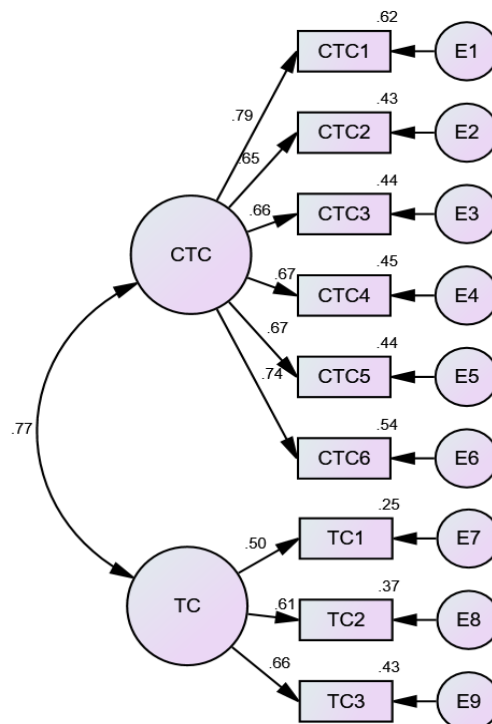 .62
CTC1
E1
.79
.43
CTC2
E2
.65
.44
CTC3
E3
.66
CTC
.45
CTC4
E4
.67
.44
CTC5
E5
.67
.54
CTC6
E6
.74
.77
.25
TC1
E7
.50
TC
.37
TC2
E8
.61
.43
TC3
E9
.66